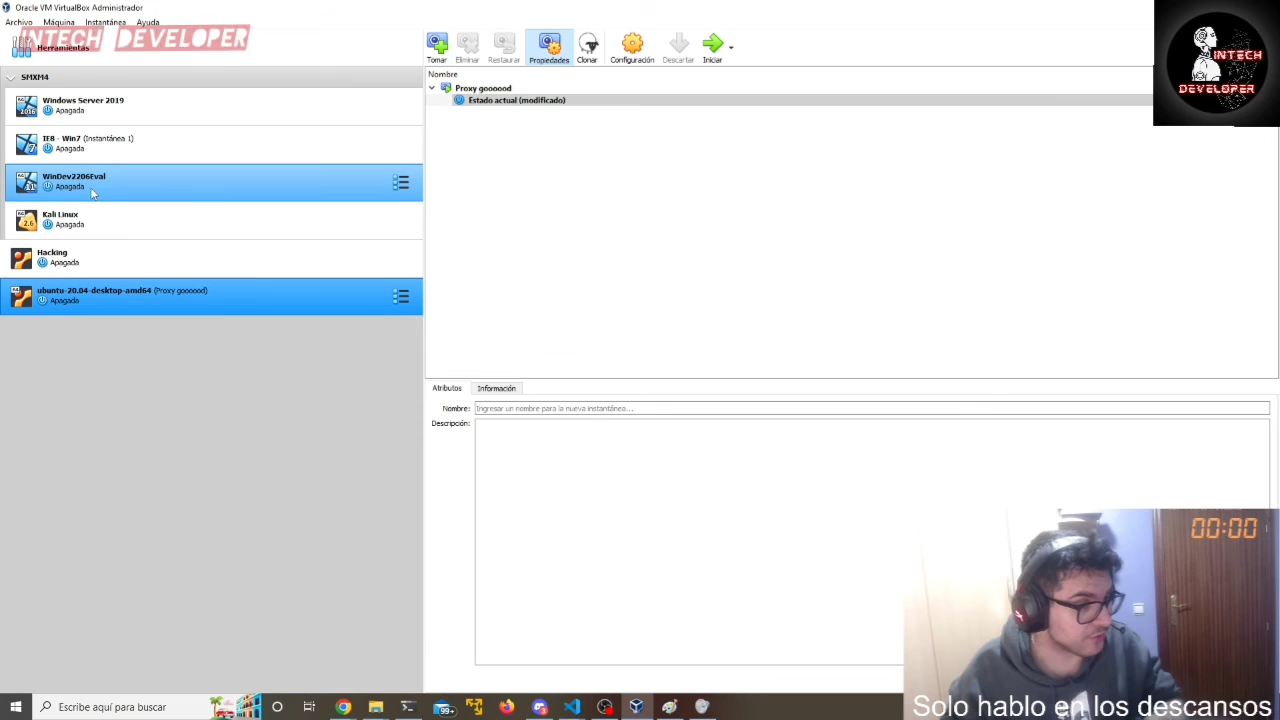 Oracle VM VirtualBox Administrador
Archivo Máquina Instantánea Ayuda
INTECH DEVELOPER
Herramientas
Tomar Eliminar Restaurar Propiedades Clonar Configuración Descartar Iniciar
INTECH
DEVELOPER
SMXM4
Windows Server 2019
Apagada
IE8 - Win7 (Instantánea 1)
Apagada
WinDev2206Eval
Apagada
Kali Linux
Apagada
Hacking
Apagada
ubuntu-20.04-desktop-amd64 (Proxy goooood)
Apagada
Nombre
Proxy goooood
Estado actual (modificado)
Atributos Información
Nombre: Ingresar un nombre para la nueva instantánea...
Descripción:
00:00
Solo hablo en los descansos
Escribe aquí para buscar
99+